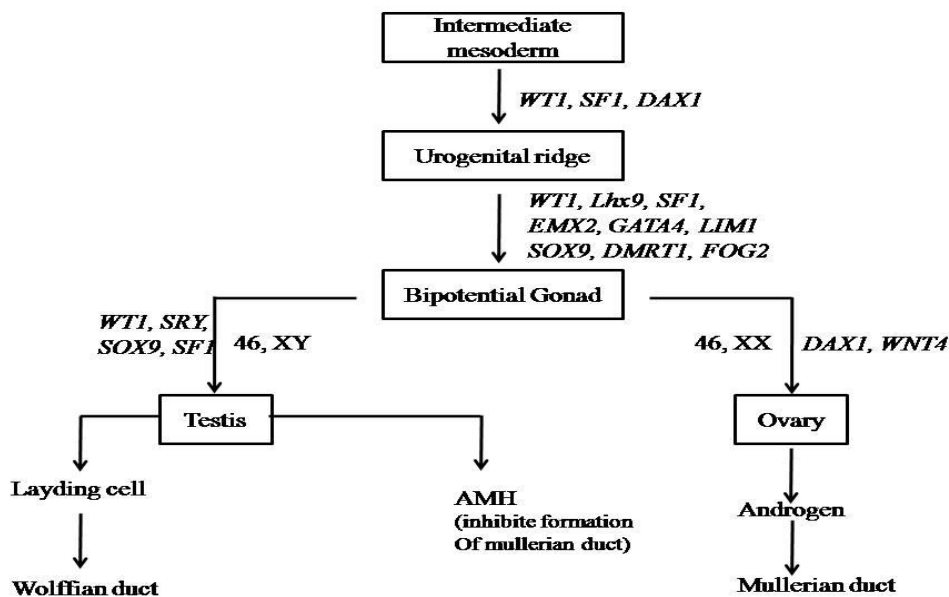 Intermediate
mesoderm
WT1, SF1, DAX1
Urogenital ridge
WT1, Lhx9, SF1,
EMX2, GATA4, LIM1
SOX9, DMRT1, FOG2
Bipotential Gonad
WT1, SRY,
SOX9, SF1
46, XY
46, XX
DAX1, WNT4
Testis
Ovary
Layding cell
AMH
(inhibite formation
Of mullerian duct)
Androgen
Wolffian duct
Mullerian duct